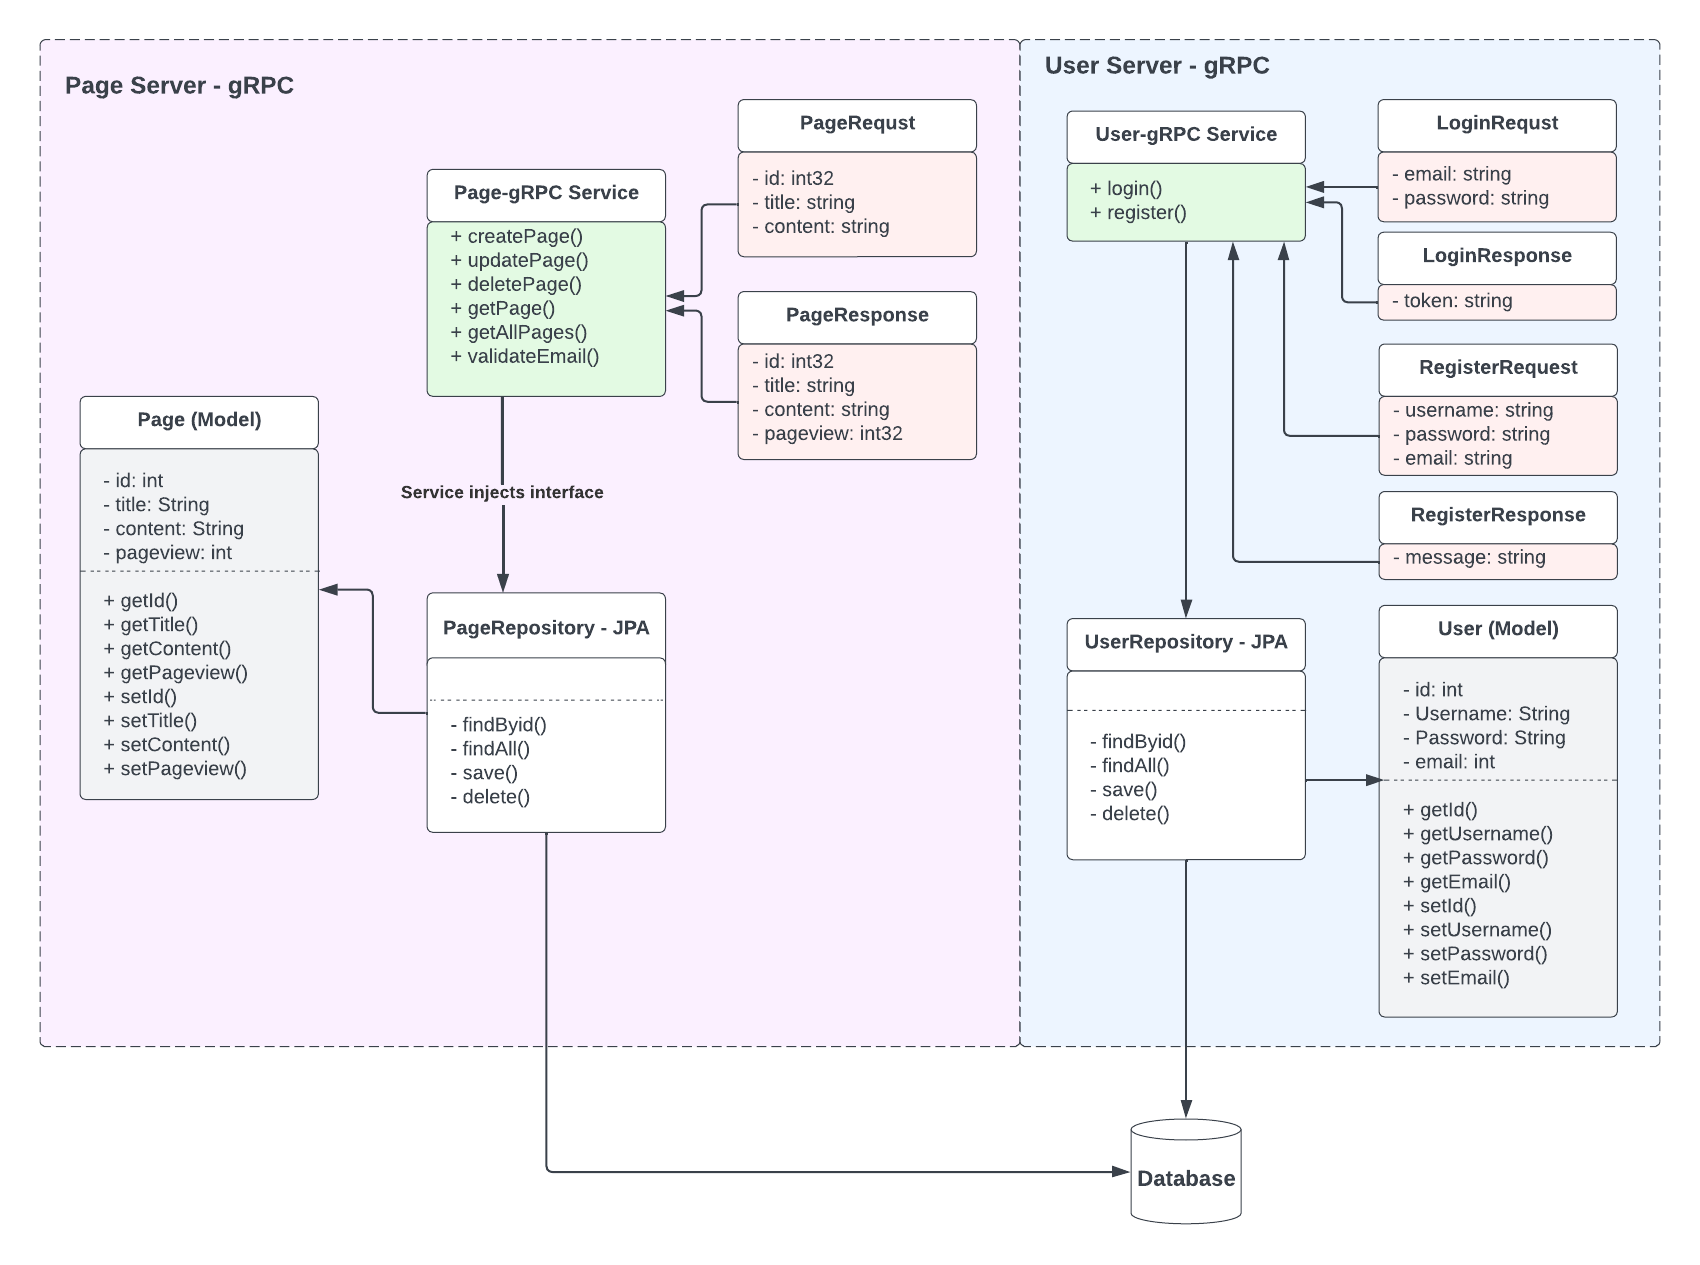 Page Server - gRPC
Page-gRPC Service
+ createPage()
+ updatePage()
+ deletePage()
+ getPage()
+ getAllPages()
+ validateEmail()
PageRequst
- id: int32
- title: string
- content: string
PageResponse
- id: int32
- title: string
- content: string
- pageview: int32
Page (Model)
- id: int
- title: String
- content: String
- pageview: int
+ getId()
+ getTitle()
+ getContent()
+ getPageview()
+ setId()
+ setTitle()
+ setContent()
+ setPageview()
Service injects interface
PageRepository - JPA
- findByid()
- findAll()
- save()
- delete()
User Server - gRPC
User-gRPC Service
+ login()
+ register()
LoginRequst
- email: string
- password: string
LoginResponse
- token: string
RegisterRequest
- username: string
- password: string
- email: string
RegisterResponse
- message: string
UserRepository - JPA
- findByid()
- findAll()
- save()
- delete()
User (Model)
- id: int
- Username: String
- Password: String
- email: int
+ getId()
+ getUsername()
+ getPassword()
+ getEmail()
+ setId()
+ setUsername()
+ setPassword()
+ setEmail()
Database